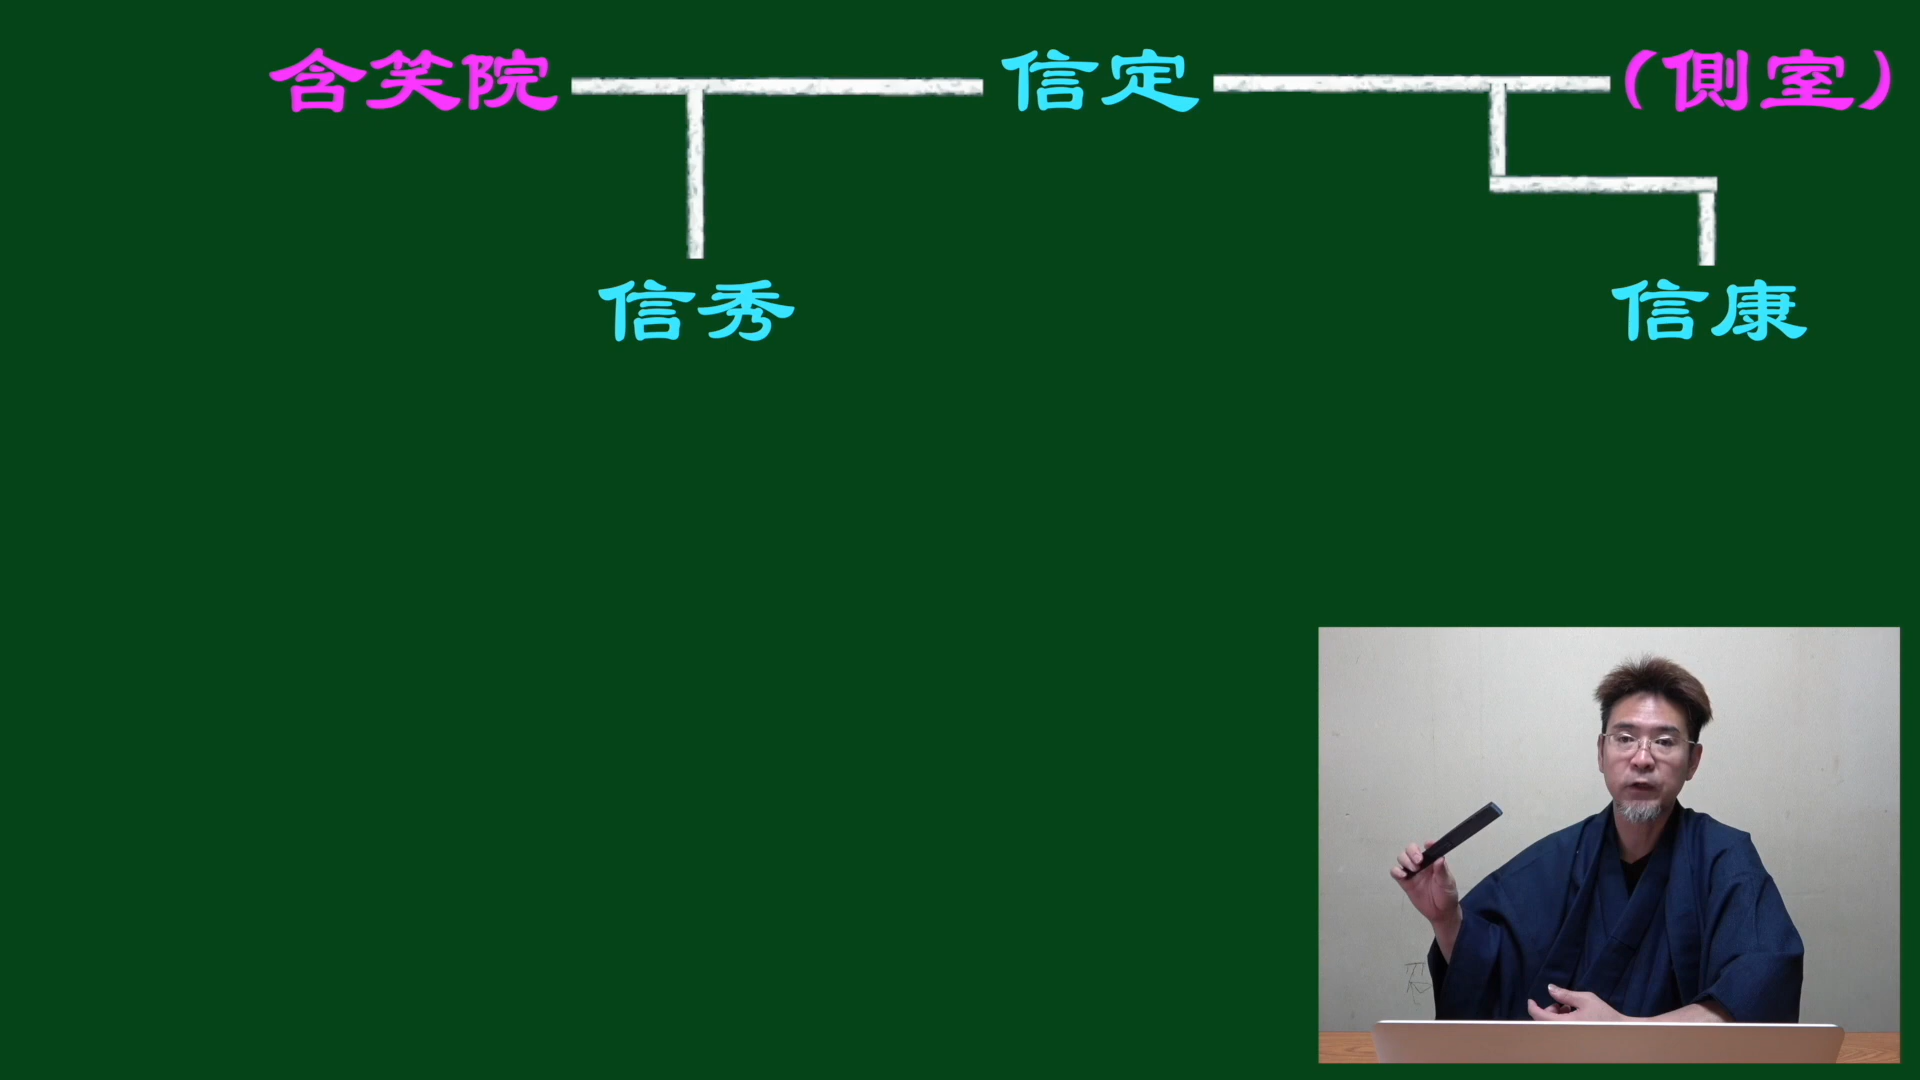 含笑院 信定 (側室)
信秀 信康